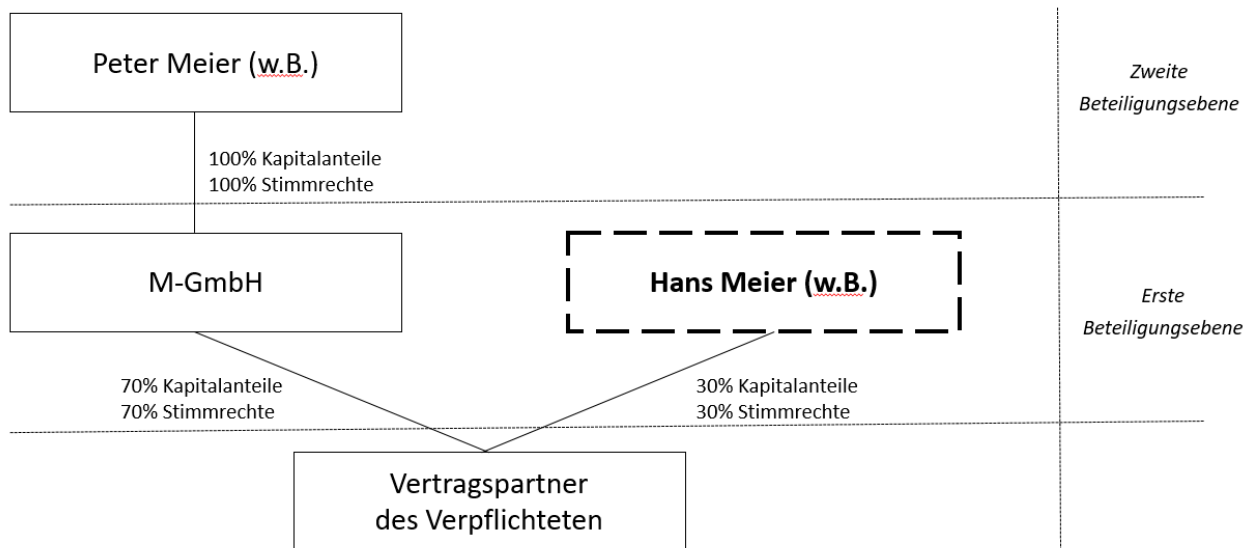 Peter Meier (w.B.)
Zweite
Beteiligungsebene
100% Kapitalanteile
100% Stimmrechte
M-GmbH
Hans Meier (w.B.)
Erste
Beteiligungsebene
70% Kapitalanteile
70% Stimmrechte
30% Kapitalanteile
30% Stimmrechte
Vertragspartner
des Verpflichteten